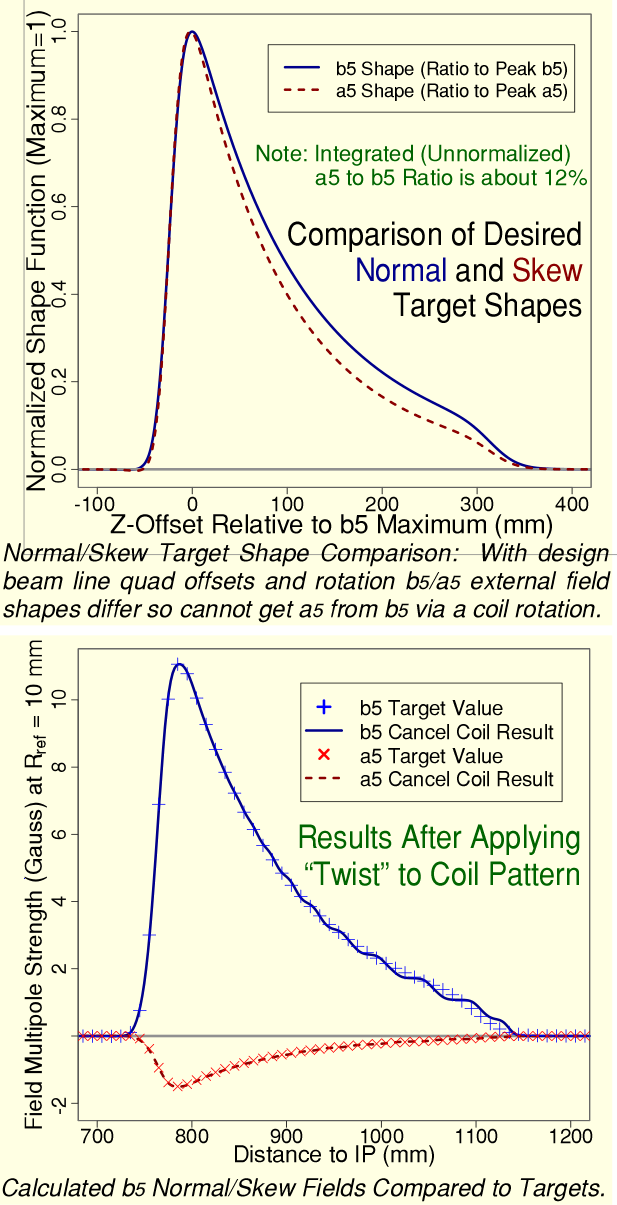 Normalized Shape Function (Maximum=1)
1.0
0.8
0.6
0.4
0.2
0.0
b5 Shape (Ratio to Peak b5)
a5 Shape (Ratio to Peak a5)
Note: Integrated (Unnormalized)
a5 to b5 Ratio is about 12%
Comparison of Desired
Normal and Skew
Target Shapes
-100 0 100 200 300 400
Z-Offset Relative to b5 Maximum (mm)
Normal/Skew Target Shape Comparison: With design
beam line quad offsets and rotation b5/a5 external field
shapes differ so cannot get a5 from b5 via a coil rotation.
Field Multipole Strength (Gauss) at Rref = 10 mm
10
8
6
4
2
0
-2
b5 Target Value
b5 Cancel Coil Result
a5 Target Value
a5 Cancel Coil Result
Results After Applying
“Twist” to Coil Pattern
700 800 900 1000 1100 1200
Distance to IP (mm)
Calculated b5 Normal/Skew Fields Compared to Targets.